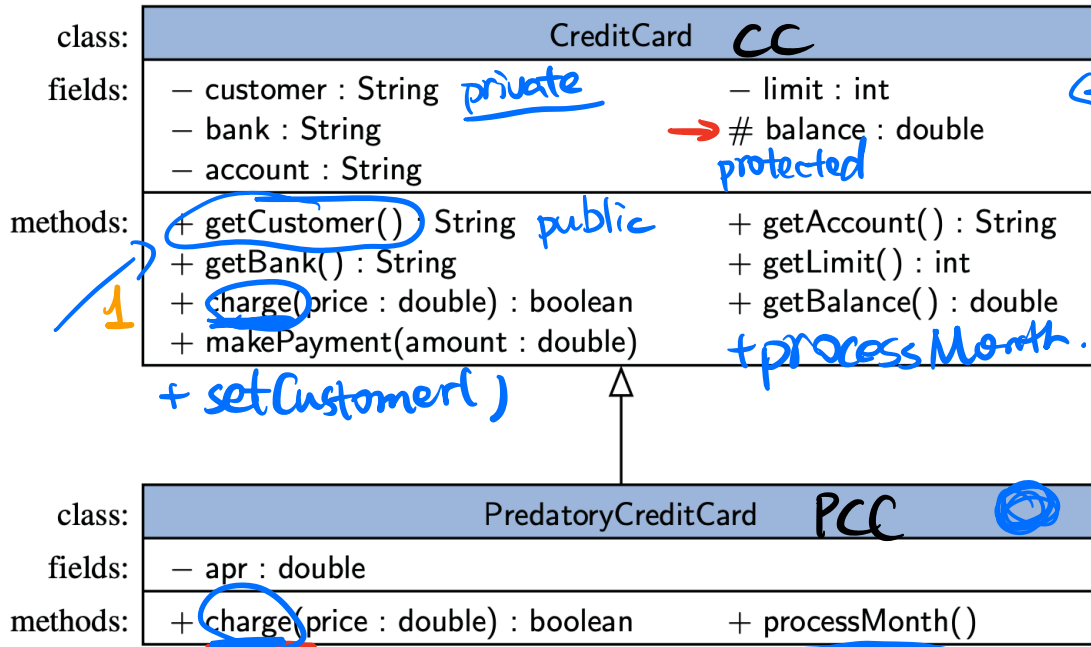 class: CreditCard CC
fields: − customer : String private − limit : int
− bank : String # balance : double
protected
− account : String
methods: + getCustomer() : String public + getAccount() : String
+ getBank() : String + getLimit() : int
1 + charge(price : double) : boolean + getBalance() : double
+ makePayment(amount : double) + processMonth.
+ setCustomer()
class: PredatoryCreditCard PCC
fields: − apr : double
methods: + charge(price : double) : boolean + processMonth()